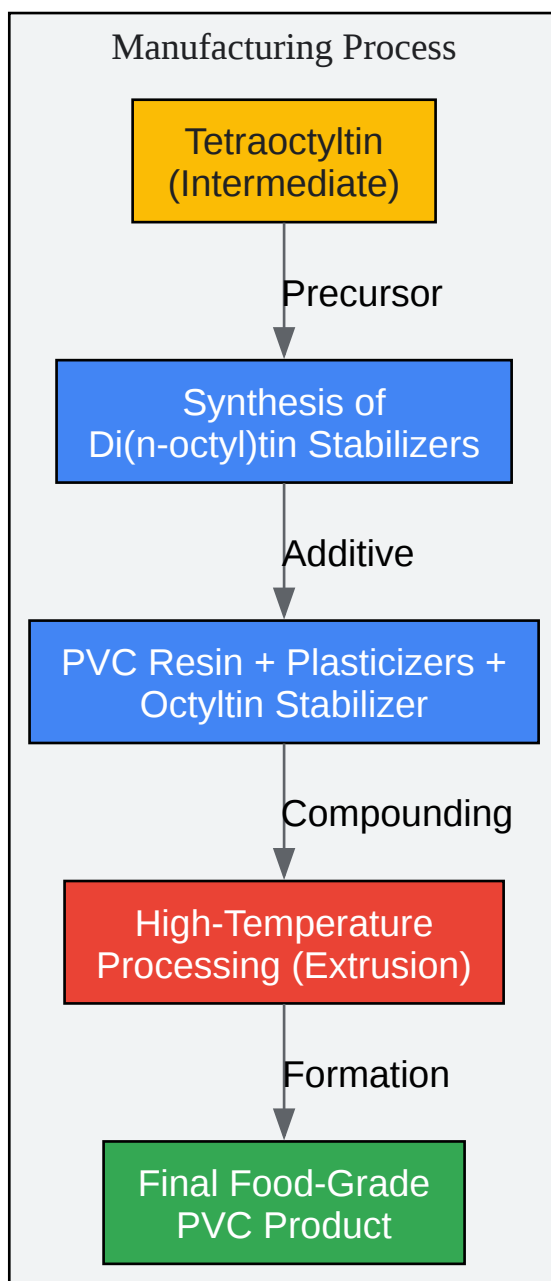 Manufacturing Process
Tetraoctyltin
(Intermediate)
Precursor
Synthesis of
Di(n-octyl)tin Stabilizers
Additive
PVC Resin + Plasticizers +
Octyltin Stabilizer
Compounding
High-Temperature
Processing (Extrusion)
Formation
Final Food-Grade
PVC Product